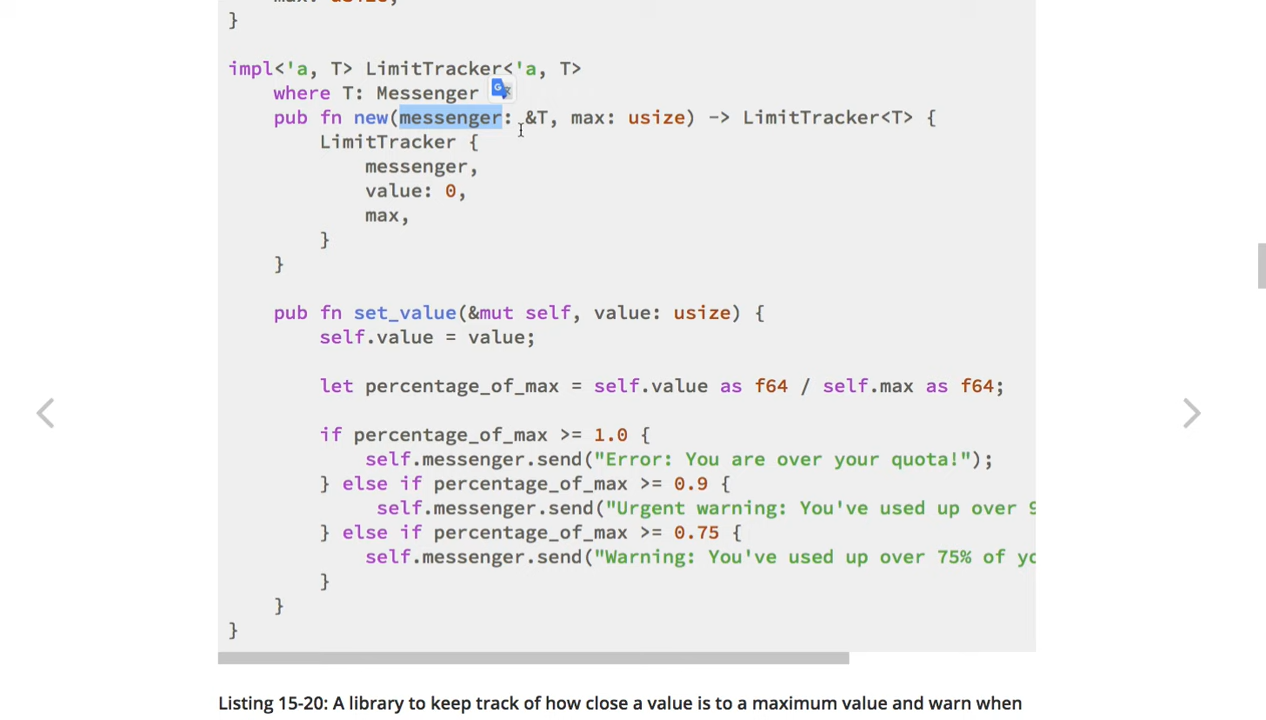 }
impl<'a, T> LimitTracker<'a, T>
    where T: Messenger
    pub fn new(messenger: &T, max: usize) -> LimitTracker<T> {
        LimitTracker {
            messenger,
            value: 0,
            max,
        }
    }
    pub fn set_value(&mut self, value: usize) {
        self.value = value;
        let percentage_of_max = self.value as f64 / self.max as f64;
        if percentage_of_max >= 1.0 {
            self.messenger.send("Error: You are over your quota!");
        } else if percentage_of_max >= 0.9 {
             self.messenger.send("Urgent warning: You've used up over
        } else if percentage_of_max >= 0.75 {
            self.messenger.send("Warning: You've used up over 75% of
        }
    }
}
Listing 15-20: A library to keep track of how close a value is to a maximum value and warn when